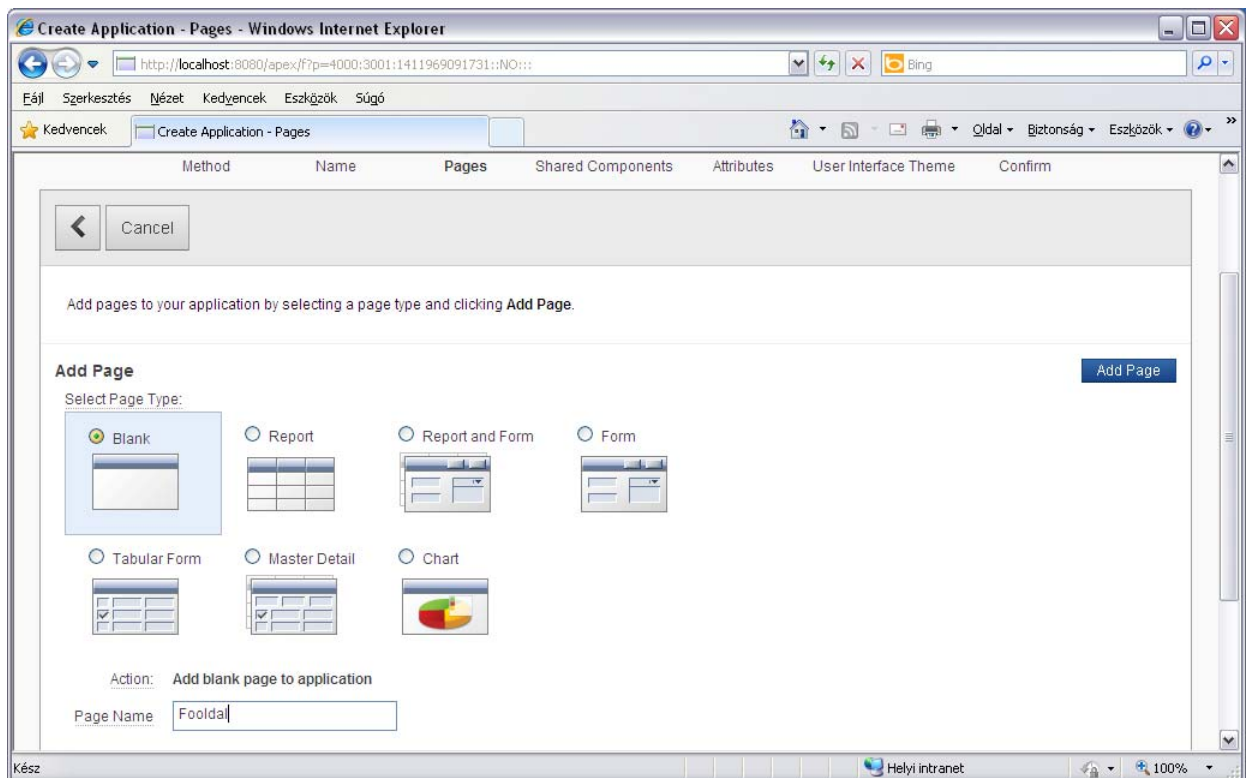 Create Application - Pages - Windows Internet Explorer
http://localhost:8080/apex/f?p=4000:3001:1411969091731::NO:::
Bing
Fájl Szerkesztés Nézet Kedvencek Eszközök Súgó
Kedvencek Create Application - Pages Oldal Biztonság Eszközök
Method Name Pages Shared Components Attributes User Interface Theme Confirm
Cancel
Add pages to your application by selecting a page type and clicking Add Page.
Add Page Add Page
Select Page Type:
Blank Report Report and Form Form
Tabular Form Master Detail Chart
Action: Add blank page to application
Page Name Fooldal
Kész Helyi intranet 100%